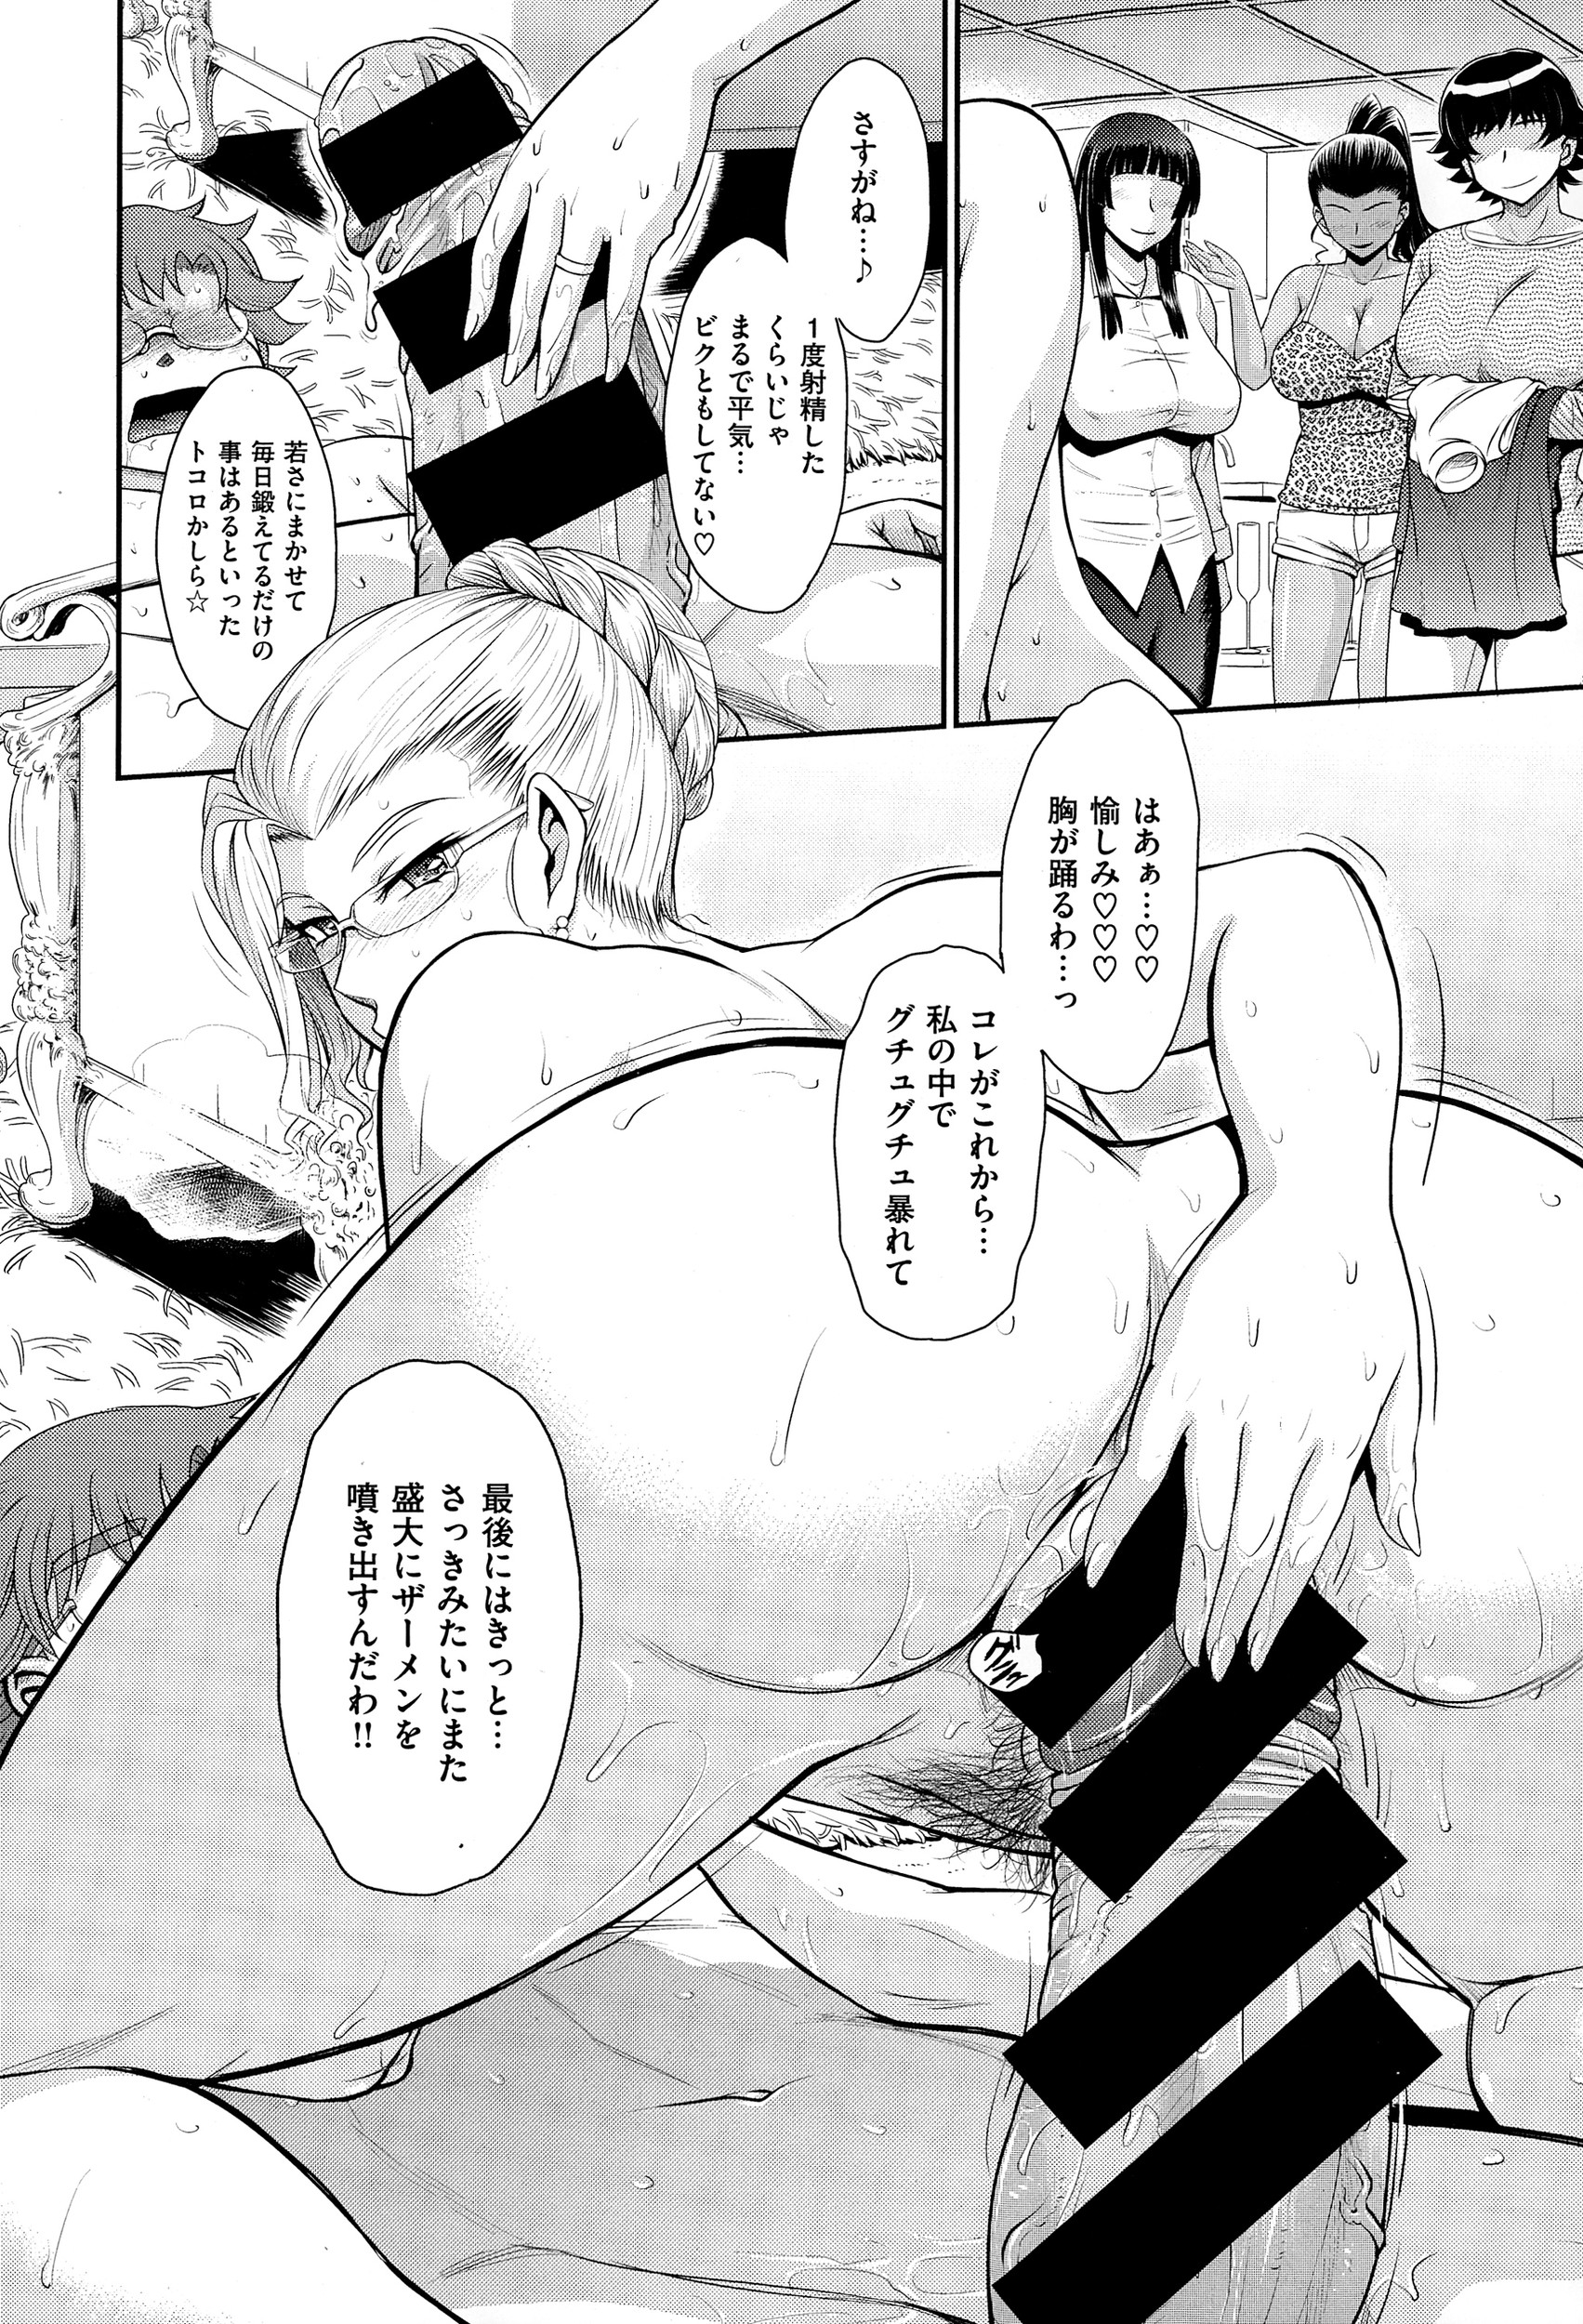 さすがね…♪
1度射精した
くらいじゃ
まるで平気…
ビクともしてない♡
若さにまかせて
毎日鍛えてるだけの
事はあるといった
トコロかしら☆
はあぁ…♡♡
愉しみ♡♡♡
胸が踊るわ…っ
コレがこれから…
私の中で
グチュグチュ暴れて
最後にはきっと…
さっきみたいにまた
盛大にザーメンを
噴き出すんだわ!!